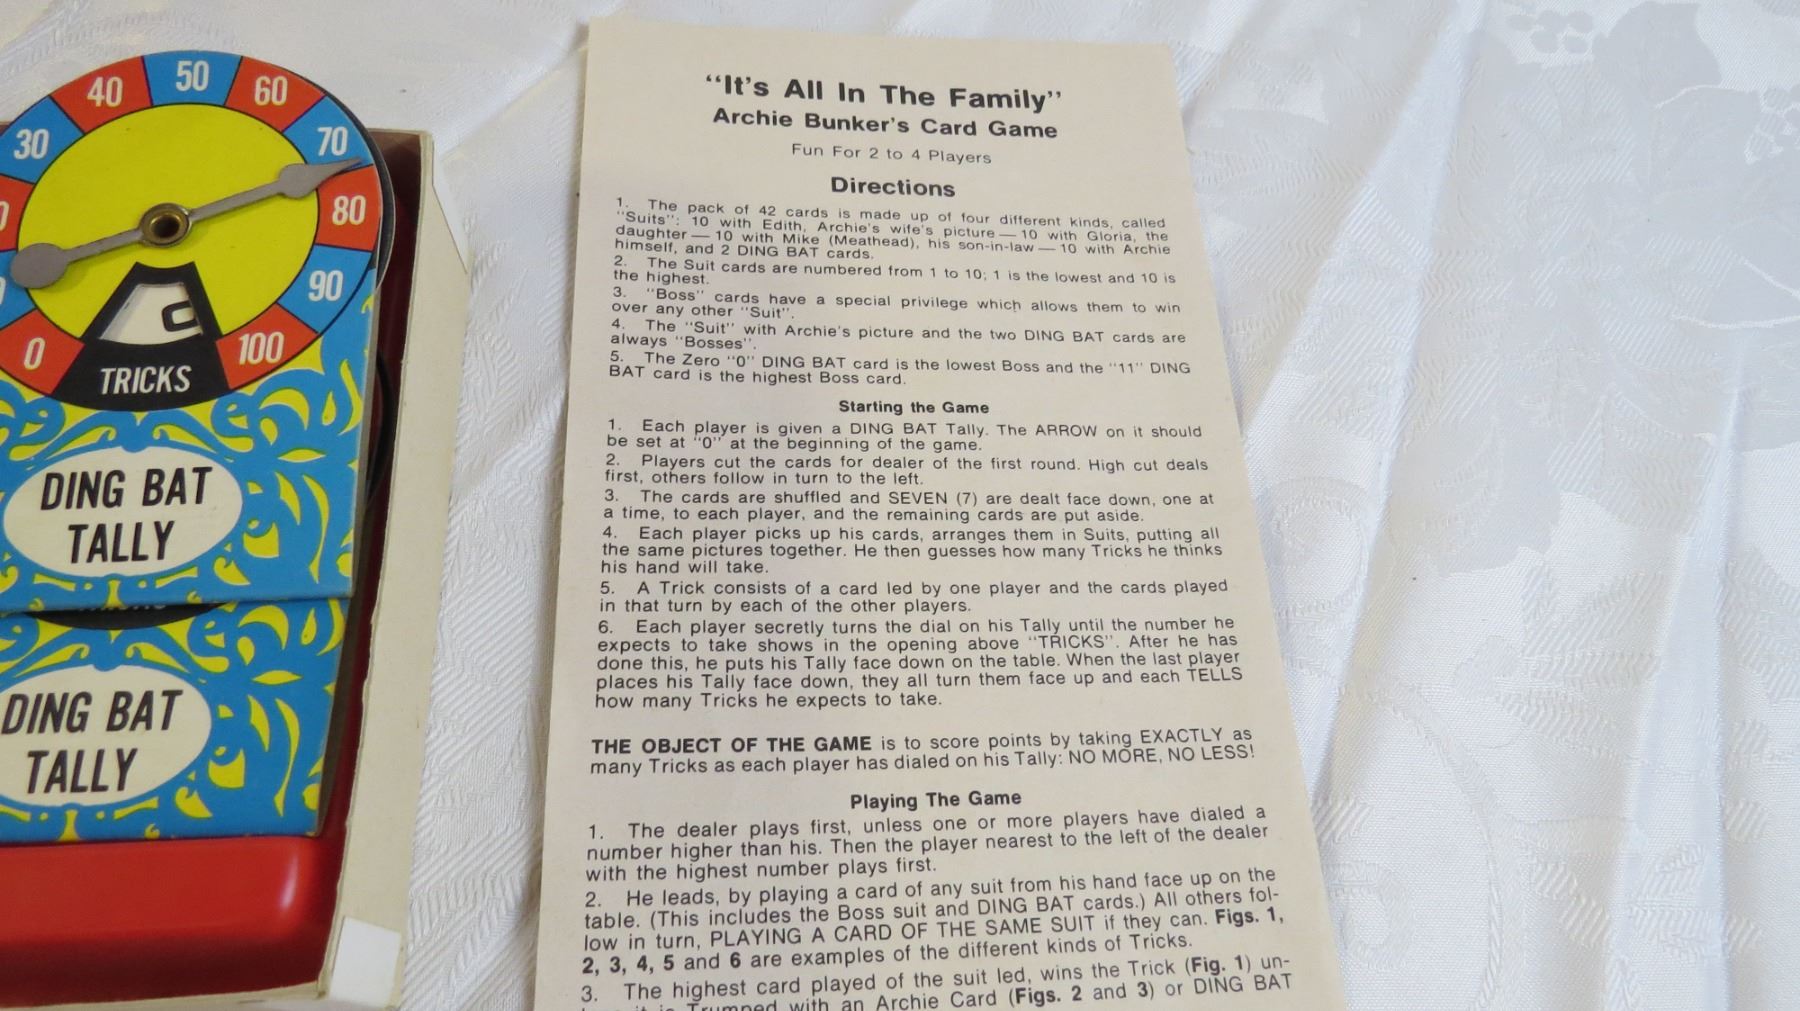 40 50 60
30 70
80
90
0 100
TRICKS
DING BAT
TALLY
DING BAT
TALLY
“It's All In The Family”
Archie Bunker's Card Game
Fun For 2 to 4 Players
Directions
1. The pack of 42 cards is made up of four different kinds, called
“Suits”: 10 with Edith, Archie's wife's picture — 10 with Gloria, the
daughter — 10 with Mike (Meathead), his son-in-law — 10 with Archie
himself, and 2 DING BAT cards.
2. The Suit cards are numbered from 1 to 10; 1 is the lowest and 10 is
the highest.
3. “Boss” cards have a special privilege which allows them to win
over any other “Suit”.
4. The “Suit” with Archie's picture and the two DING BAT cards are
always “Bosses”.
5. The Zero “0” DING BAT card is the lowest Boss and the “11” DING
BAT card is the highest Boss card.
Starting the Game
1. Each player is given a DING BAT Tally. The ARROW on it should
be set at “0” at the beginning of the game.
2. Players cut the cards for dealer of the first round. High cut deals
first, others follow in turn to the left.
3. The cards are shuffled and SEVEN (7) are dealt face down, one at
a time, to each player, and the remaining cards are put aside.
4. Each player picks up his cards, arranges them in Suits, putting all
the same pictures together. He then guesses how many Tricks he thinks
his hand will take.
5. A Trick consists of a card led by one player and the cards played
in that turn by each of the other players.
6. Each player secretly turns the dial on his Tally until the number he
expects to take shows in the opening above “TRICKS”. After he has
done this, he puts his Tally face down on the table. When the last player
places his Tally face down, they all turn them face up and each TELLS
how many Tricks he expects to take.
THE OBJECT OF THE GAME is to score points by taking EXACTLY as
many Tricks as each player has dialed on his Tally: NO MORE, NO LESS!
Playing The Game
1. The dealer plays first, unless one or more players have dialed a
number higher than his. Then the player nearest to the left of the dealer
with the highest number plays first.
2. He leads, by playing a card of any suit from his hand face up on the
table. (This includes the Boss suit and DING BAT cards.) All others fol-
low in turn, PLAYING A CARD OF THE SAME SUIT if they can. Figs. 1,
2, 3, 4, 5 and 6 are examples of the different kinds of Tricks.
3. The highest card played of the suit led, wins the Trick (Fig. 1) un-
it is Trumped with an Archie Card (Figs. 2 and 3) or DING BAT